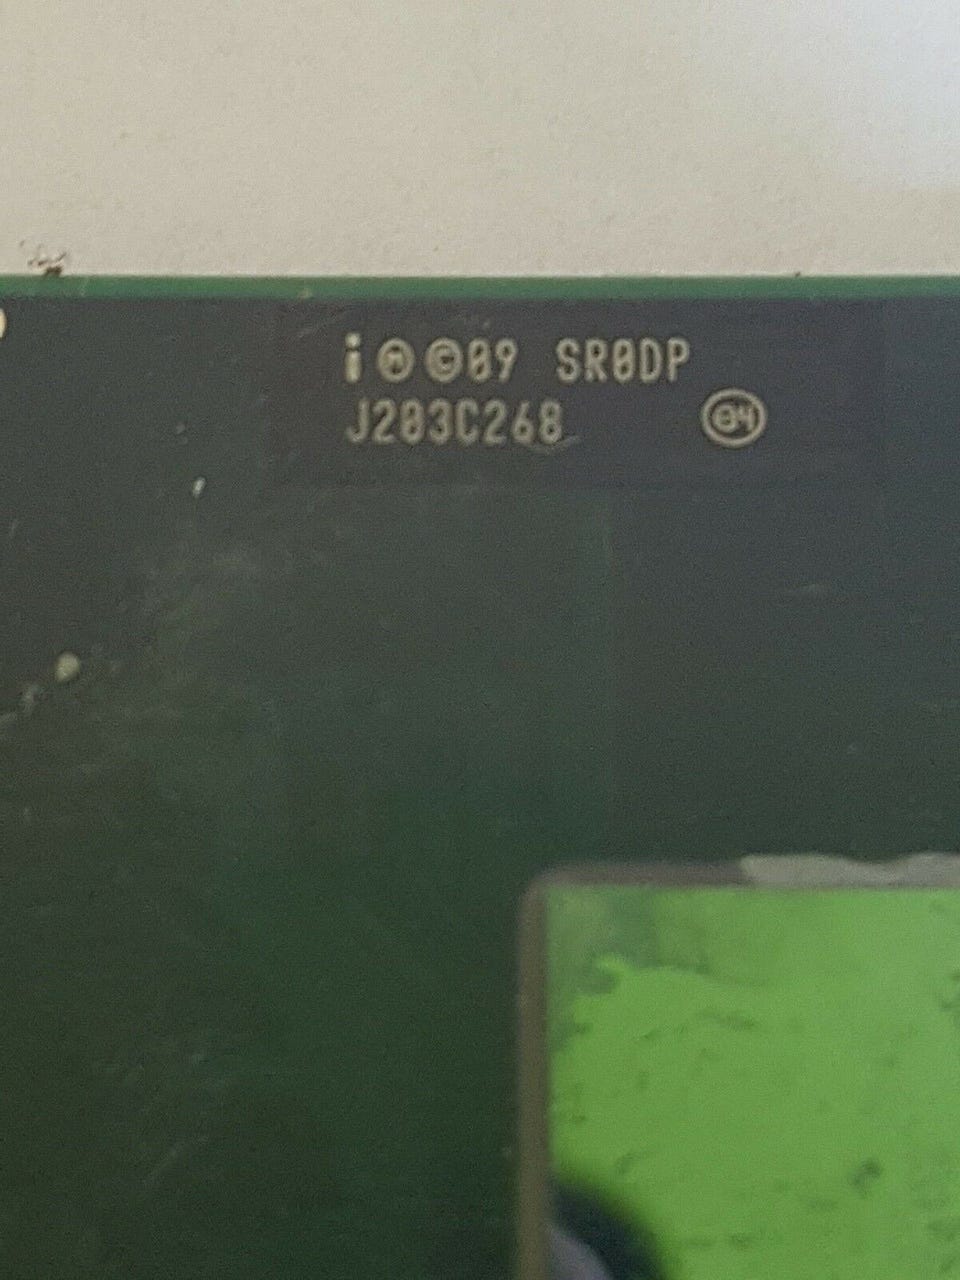 i Ⓜ ©09 SR0DP
J203C268 e4